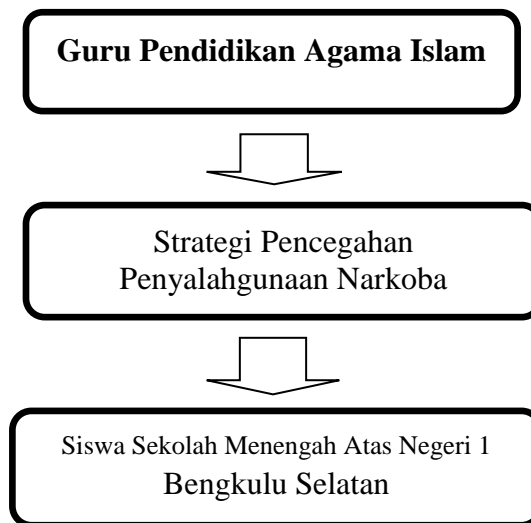 Guru Pendidikan Agama Islam
Strategi Pencegahan
Penyalahgunaan Narkoba
Siswa Sekolah Menengah Atas Negeri 1
Bengkulu Selatan